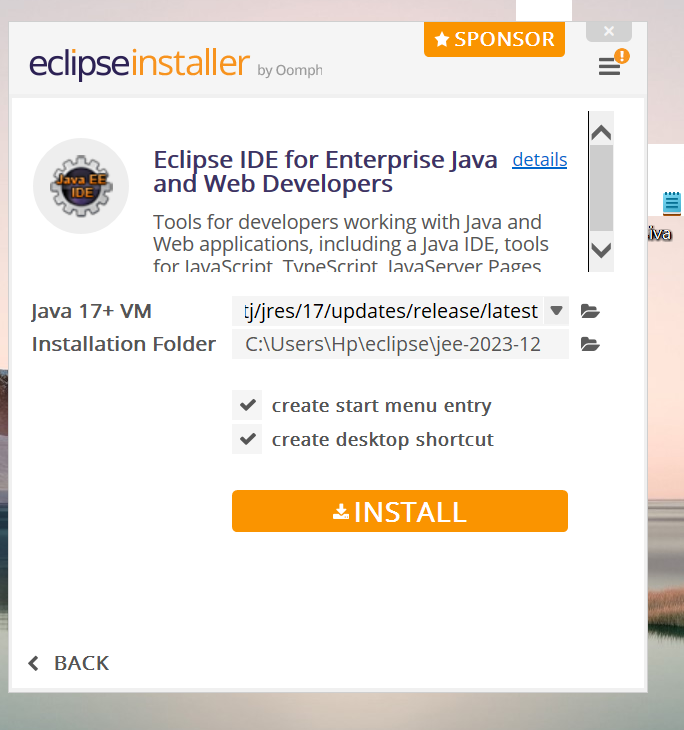 SPONSOR
eclipseinstaller by Oomph
Java EE
IDE
Eclipse IDE for Enterprise Java details
and Web Developers
Tools for developers working with Java and
Web applications, including a Java IDE, tools
for JavaScript, TypeScript, JavaServer Pages
Java 17+ VM tj/jres/17/updates/release/latest
iva
Installation Folder C:\Users\Hp\eclipse\jee-2023-12
create start menu entry
create desktop shortcut
INSTALL
BACK